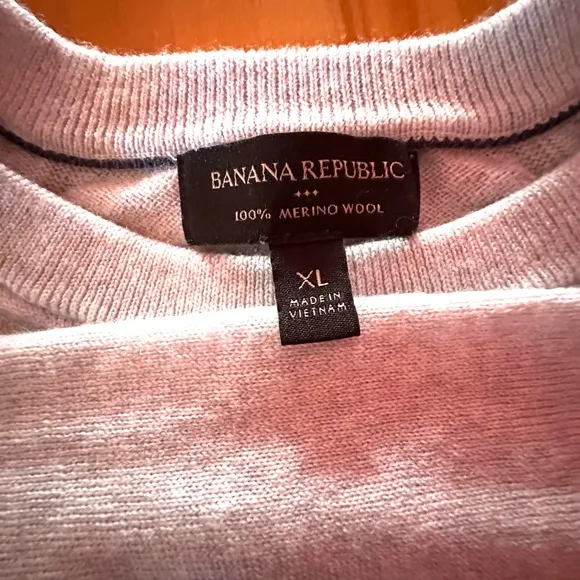 BANANA REPUBLIC
100% MERINO WOOL
XL
MADE IN
VIETNAM